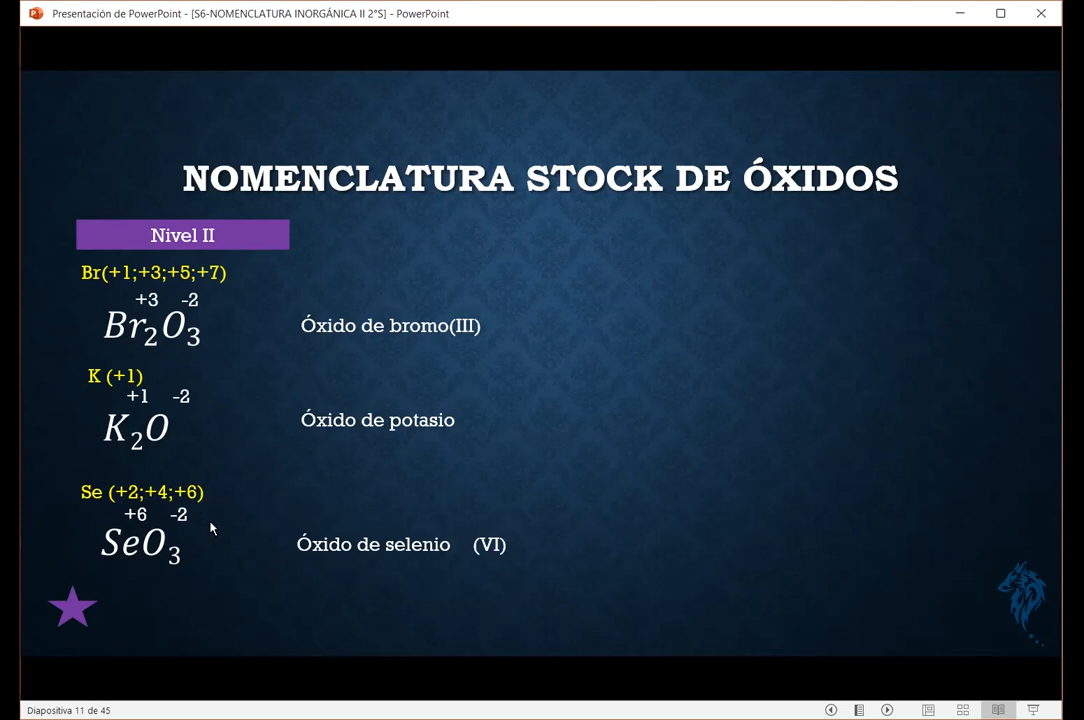 Presentación de PowerPoint - [S6-NOMENCLATURA INORGÁNICA II 2°S] - PowerPoint
NOMENCLATURA STOCK DE ÓXIDOS
Nivel II
Br(+1;+3;+5;+7)
+3 -2
Br₂O₃
Óxido de bromo(III)
K (+1)
+1 -2
K₂O
Óxido de potasio
Se (+2;+4;+6)
+6 -2
SeO₃
Óxido de selenio (VI)
Diapositiva 11 de 45